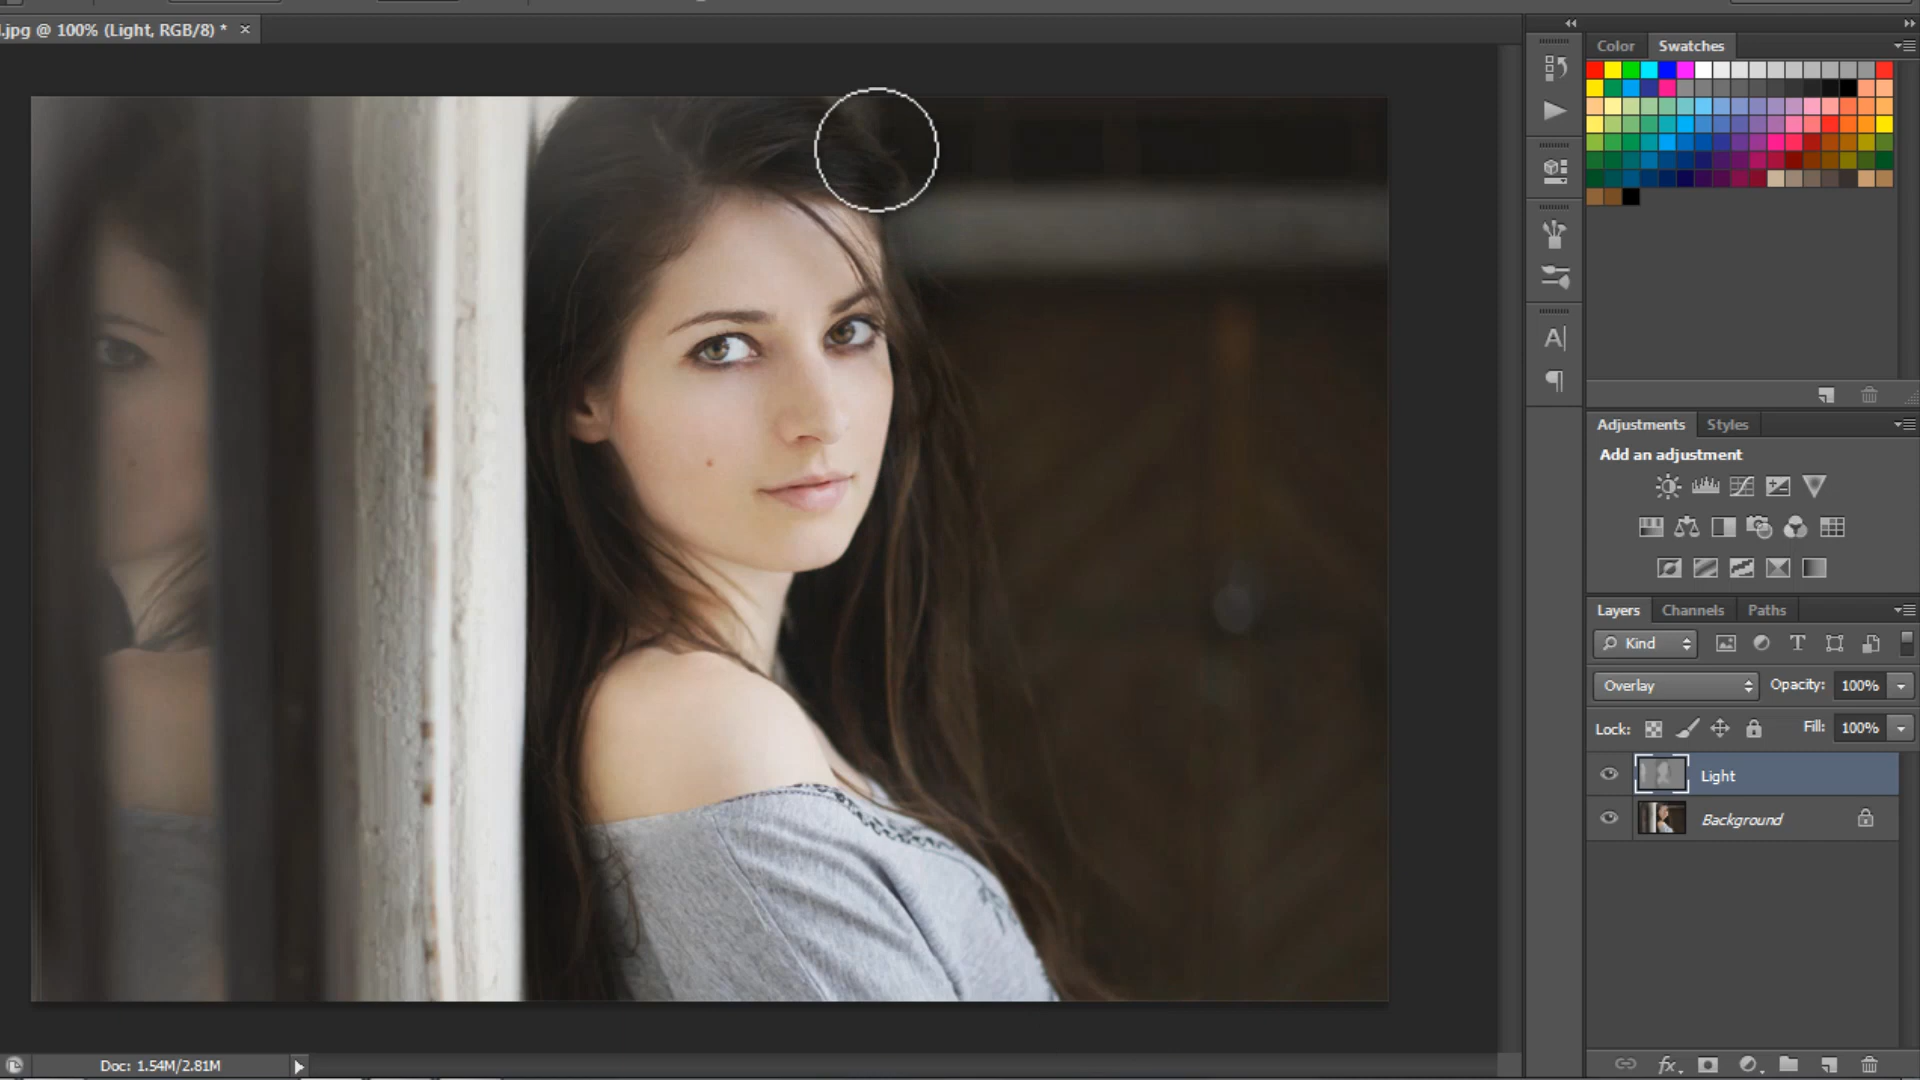 .jpg @ 100% (Light, RGB/8) * ×
Color
Swatches
Adjustments
Styles
Add an adjustment
Layers
Channels
Paths
Kind
Overlay
Opacity: 100%
Lock:
Fill: 100%
Light
Background
fx
Doc: 1.54M/2.81M